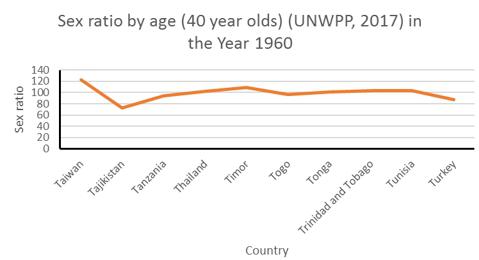 Sex ratio by age (40 year olds) (UNWPP, 2017) in
the Year 1960
140
120
100
80
60
40
20
0
Sex ratio
Taiwan
Tajikistan
Tanzania
Thailand
Timor
Togo
Tonga
Trinidad and Tobago
Tunisia
Turkey
Country